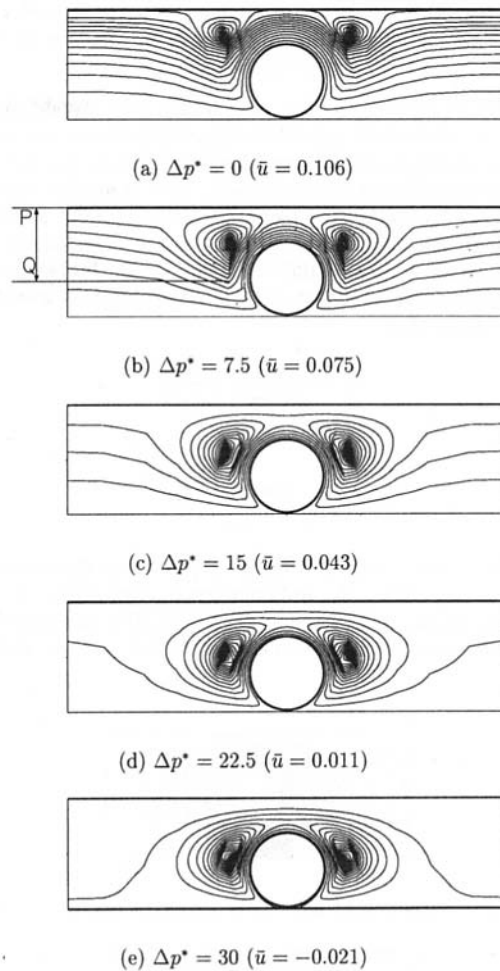 (a) Δp* = 0 (ū = 0.106)
P
Q
(b) Δp* = 7.5 (ū = 0.075)
(c) Δp* = 15 (ū = 0.043)
(d) Δp* = 22.5 (ū = 0.011)
(e) Δp* = 30 (ū = −0.021)